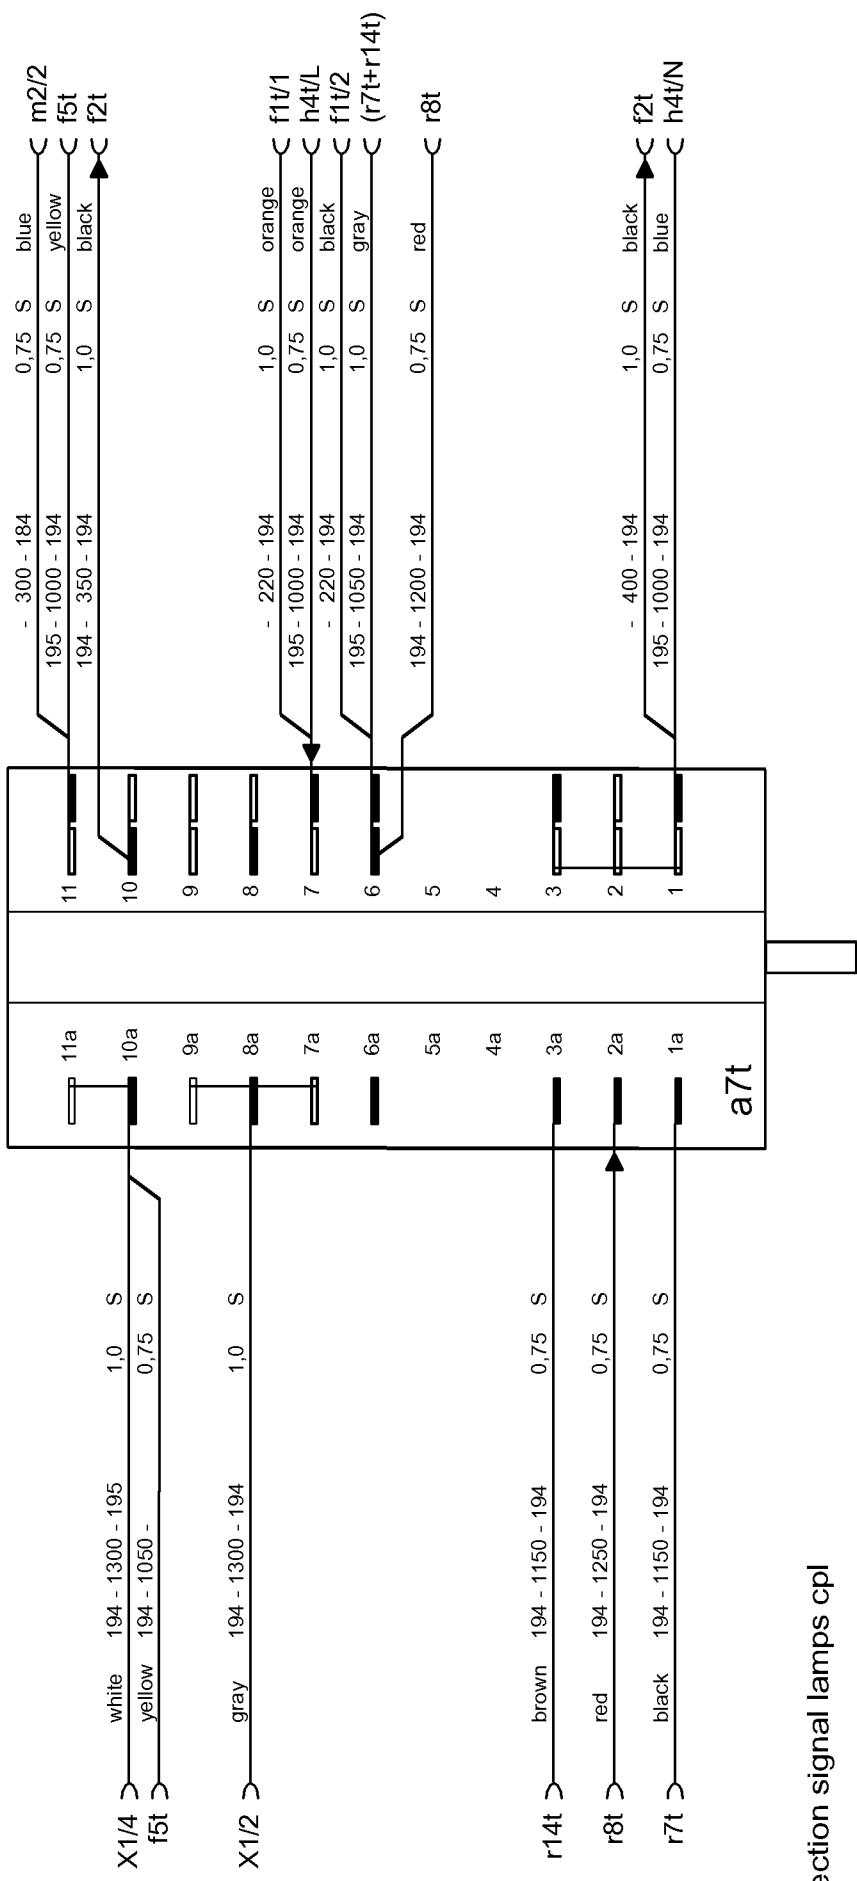 m2/2
f5t
f2t
f1t/1
h4t/L
f1t/2
(r7t+r14t)
r8t
f2t
h4t/N
- 300 - 184 0,75 S blue
195 - 1000 - 194 0,75 S yellow
194 - 350 - 194 1,0 S black
- 220 - 194 1,0 S orange
195 - 1000 - 194 0,75 S orange
- 220 - 194 1,0 S black
195 - 1050 - 194 1,0 S gray
194 - 1200 - 194 0,75 S red
- 400 - 194 1,0 S black
195 - 1000 - 194 0,75 S blue
11
10
9
8
7
6
5
4
3
2
1
11a
10a
9a
8a
7a
6a
5a
4a
3a
2a
1a
a7t
white 194 - 1300 - 195 1,0 S
yellow 194 - 1050 - 0,75 S
gray 194 - 1300 - 194 1,0 S
brown 194 - 1150 - 194 0,75 S
red 194 - 1250 - 194 0,75 S
black 194 - 1150 - 194 0,75 S
X1/4
f5t
X1/2
r14t
r8t
r7t
ection signal lamps cpl